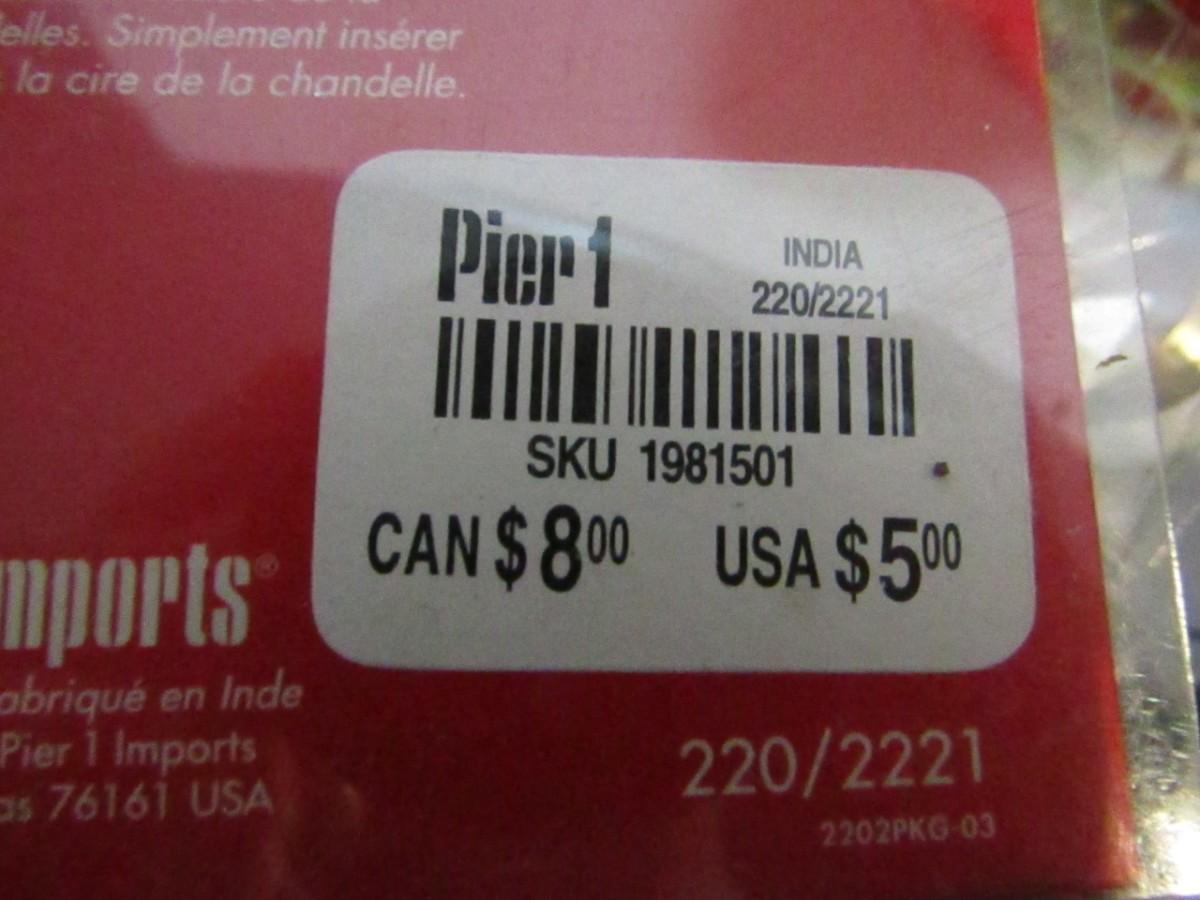 elles. Simplement insérer
la cire de la chandelle.
Pier 1
INDIA
220/2221
SKU 1981501
CAN $8.00 USA $5.00
mports®
abriqué en Inde
Pier 1 Imports
as 76161 USA
220/2221
2202PKG-03